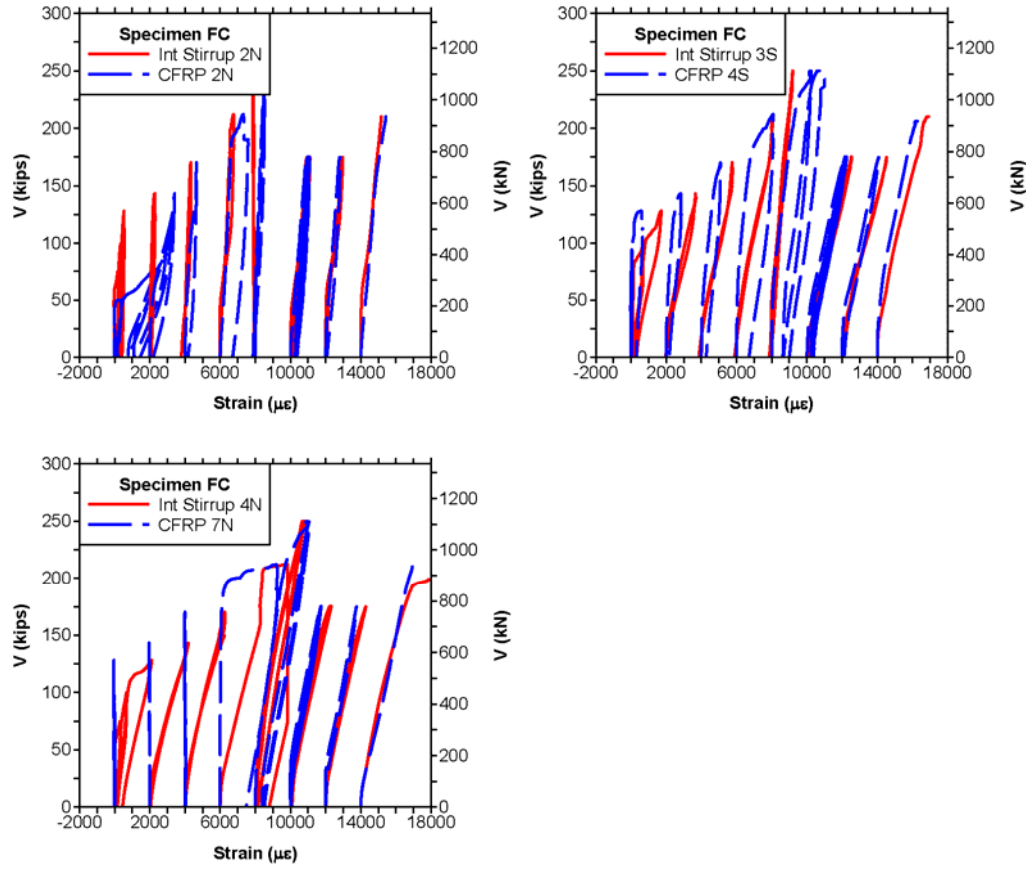 Specimen FC
Int Stirrup 2N
CFRP 2N
V (kips)
300
250
200
150
100
50
0
1200
1000
800
600
400
200
0
V (kN)
-2000 2000 6000 10000 14000 18000
Strain (με)
Specimen FC
Int Stirrup 3S
CFRP 4S
V (kips)
300
250
200
150
100
50
0
1200
1000
800
600
400
200
0
V (kN)
-2000 2000 6000 10000 14000 18000
Strain (με)
Specimen FC
Int Stirrup 4N
CFRP 7N
V (kips)
300
250
200
150
100
50
0
1200
1000
800
600
400
200
0
V (kN)
-2000 2000 6000 10000 14000 18000
Strain (με)